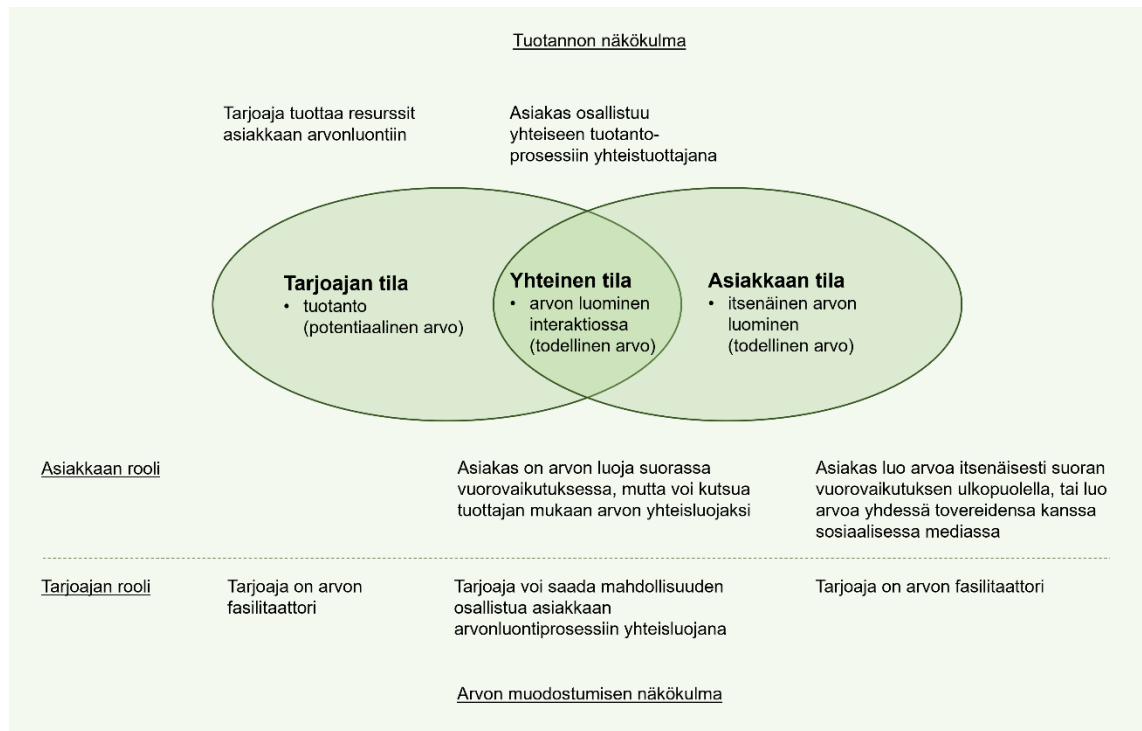 Tuotannon näkökulma
Tarjoaja tuottaa resurssit
asiakkaan arvonluontiin
Asiakas osallistuu
yhteiseen tuotanto-
prosessiin yhteistuottajana
Tarjoajan tila
• tuotanto
(potentiaalinen arvo)
Yhteinen tila
• arvon luominen
interaktiossa
(todellinen arvo)
Asiakkaan tila
• itsenäinen arvon
luominen
(todellinen arvo)
Asiakkaan rooli
Asiakas on arvon luoja suorassa
vuorovaikutuksessa, mutta voi kutsua
tuottajan mukaan arvon yhteisluojaksi
Asiakas luo arvoa itsenäisesti suoran
vuorovaikutuksen ulkopuolella, tai luo
arvoa yhdessä tovereidensa kanssa
sosiaalisessa mediassa
Tarjoajan rooli
Tarjoaja on arvon
fasilitaattori
Tarjoaja voi saada mahdollisuuden
osallistua asiakkaan
arvonluontiprosessiin yhteisluojana
Tarjoaja on arvon fasilitaattori
Arvon muodostumisen näkökulma